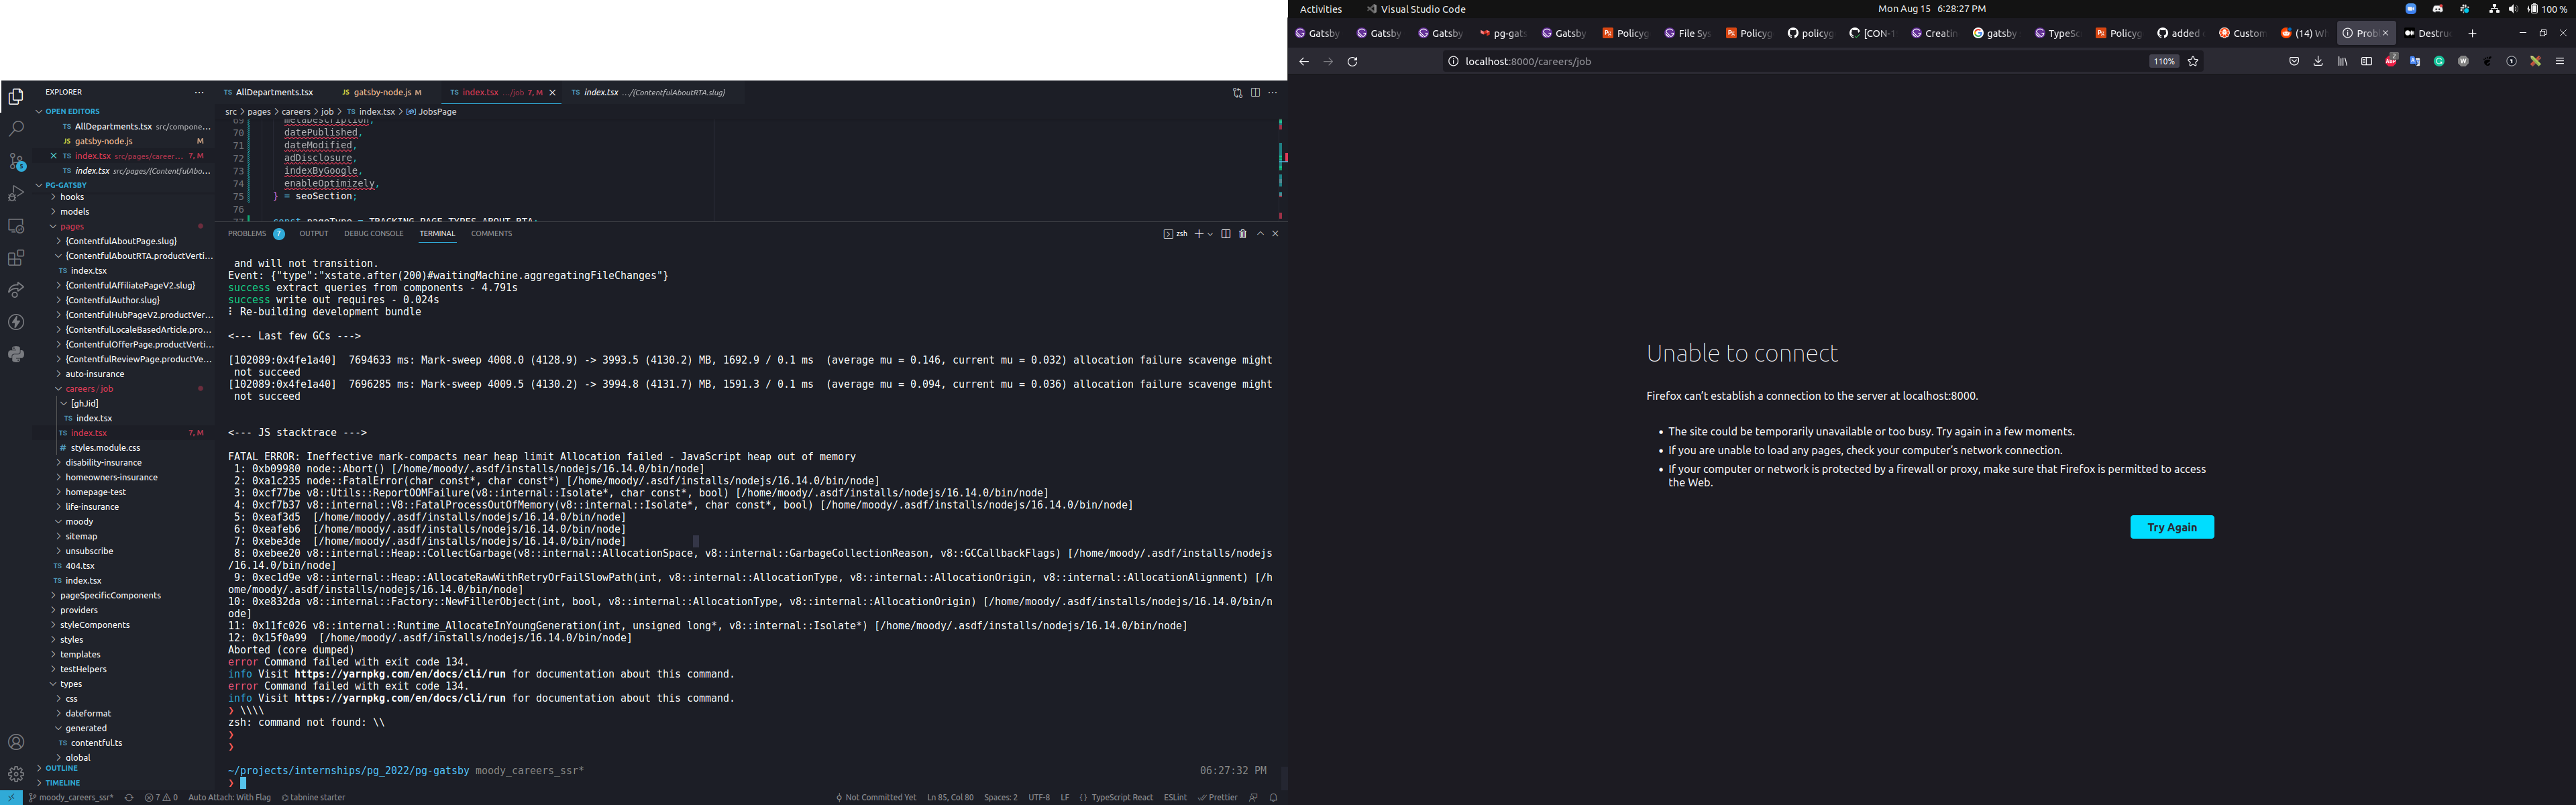 Activities
Visual Studio Code
Mon Aug 15 6:28:27 PM
100 %
Gatsby
Gatsby
Gatsby
pg-gats
Gatsby
Policyg
File Sys
Policyg
policyg
[CON-1
Creatin
gatsby
TypeSc
Policyg
added
Custom
(14) Wh
Probl
Destruc
localhost:8000/careers/job
110%
EXPLORER
AllDepartments.tsx
JS gatsby-node.js M
TS index.tsx .../job 7, M
TS index.tsx .../{ContentfulAboutRTA.slug}
OPEN EDITORS
TS AllDepartments.tsx src/compone...
JS gatsby-node.js M
TS index.tsx src/pages/career... 7, M
TS index.tsx src/pages/{ContentfulAbo...
PG-GATSBY
hooks
models
pages
{ContentfulAboutPage.slug}
{ContentfulAboutRTA.productVerti...
TS index.tsx
{ContentfulAffiliatePageV2.slug}
{ContentfulAuthor.slug}
{ContentfulHubPageV2.productVer...
{ContentfulLocaleBasedArticle.pro...
{ContentfulOfferPage.productVerti...
{ContentfulReviewPage.productVe...
auto-insurance
careers/job
[ghJid]
TS index.tsx
TS index.tsx 7, M
# styles.module.css
disability-insurance
homeowners-insurance
homepage-test
life-insurance
moody
sitemap
unsubscribe
TS 404.tsx
TS index.tsx
pageSpecificComponents
providers
styleComponents
styles
templates
testHelpers
types
css
dateformat
generated
TS contentful.ts
global
OUTLINE
TIMELINE
src > pages > careers > job > TS index.tsx > JobsPage
69 metaDescription,
70 datePublished,
71 dateModified,
72 adDisclosure,
73 indexByGoogle,
74 enableOptimizely,
75 } = seoSection;
76
77 const pageType = TRACKING_PAGE_TYPES.ABOUT_RTA;
PROBLEMS 7 OUTPUT DEBUG CONSOLE TERMINAL COMMENTS
zsh
and will not transition.
Event: {"type":"xstate.after(200)#waitingMachine.aggregatingFileChanges"}
success extract queries from components - 4.791s
success write out requires - 0.024s
⠇ Re-building development bundle
<--- Last few GCs --->
[102089:0x4fe1a40]  7694633 ms: Mark-sweep 4008.0 (4128.9) -> 3993.5 (4130.2) MB, 1692.9 / 0.1 ms  (average mu = 0.146, current mu = 0.032) allocation failure scavenge might
not succeed
[102089:0x4fe1a40]  7696285 ms: Mark-sweep 4009.5 (4130.2) -> 3994.8 (4131.7) MB, 1591.3 / 0.1 ms  (average mu = 0.094, current mu = 0.036) allocation failure scavenge might
not succeed
<--- JS stacktrace --->
FATAL ERROR: Ineffective mark-compacts near heap limit Allocation failed - JavaScript heap out of memory
1: 0xb09980 node::Abort() [/home/moody/.asdf/installs/nodejs/16.14.0/bin/node]
2: 0xa1c235 node::FatalError(char const*, char const*) [/home/moody/.asdf/installs/nodejs/16.14.0/bin/node]
3: 0xcf77be v8::Utils::ReportOOMFailure(v8::internal::Isolate*, char const*, bool) [/home/moody/.asdf/installs/nodejs/16.14.0/bin/node]
4: 0xcf7b37 v8::internal::V8::FatalProcessOutOfMemory(v8::internal::Isolate*, char const*, bool) [/home/moody/.asdf/installs/nodejs/16.14.0/bin/node]
5: 0xeaf3d5  [/home/moody/.asdf/installs/nodejs/16.14.0/bin/node]
6: 0xeafeb6  [/home/moody/.asdf/installs/nodejs/16.14.0/bin/node]
7: 0xebe3de  [/home/moody/.asdf/installs/nodejs/16.14.0/bin/node]
8: 0xebee20 v8::internal::Heap::CollectGarbage(v8::internal::AllocationSpace, v8::internal::GarbageCollectionReason, v8::GCCallbackFlags) [/home/moody/.asdf/installs/nodejs
/16.14.0/bin/node]
9: 0xec1d9e v8::internal::Heap::AllocateRawWithRetryOrFailSlowPath(int, v8::internal::AllocationType, v8::internal::AllocationOrigin, v8::internal::AllocationAlignment) [/h
ome/moody/.asdf/installs/nodejs/16.14.0/bin/node]
10: 0xe832da v8::internal::Factory::NewFillerObject(int, bool, v8::internal::AllocationType, v8::internal::AllocationOrigin) [/home/moody/.asdf/installs/nodejs/16.14.0/bin/n
ode]
11: 0x11fc026 v8::internal::Runtime_AllocateInYoungGeneration(int, unsigned long*, v8::internal::Isolate*) [/home/moody/.asdf/installs/nodejs/16.14.0/bin/node]
12: 0x15f0a99  [/home/moody/.asdf/installs/nodejs/16.14.0/bin/node]
Aborted (core dumped)
error Command failed with exit code 134.
info Visit https://yarnpkg.com/en/docs/cli/run for documentation about this command.
error Command failed with exit code 134.
info Visit https://yarnpkg.com/en/docs/cli/run for documentation about this command.
❯ \\\\
zsh: command not found: \\
❯
❯
~/projects/internships/pg_2022/pg-gatsby moody_careers_ssr* 06:27:32 PM
❯
moody_careers_ssr* 7 0 Auto Attach: With Flag tabnine starter
Not Committed Yet Ln 85, Col 80 Spaces: 2 UTF-8 LF {} TypeScript React ESLint Prettier
Unable to connect
Firefox can't establish a connection to the server at localhost:8000.
• The site could be temporarily unavailable or too busy. Try again in a few moments.
• If you are unable to load any pages, check your computer's network connection.
• If your computer or network is protected by a firewall or proxy, make sure that Firefox is permitted to access
the Web.
Try Again